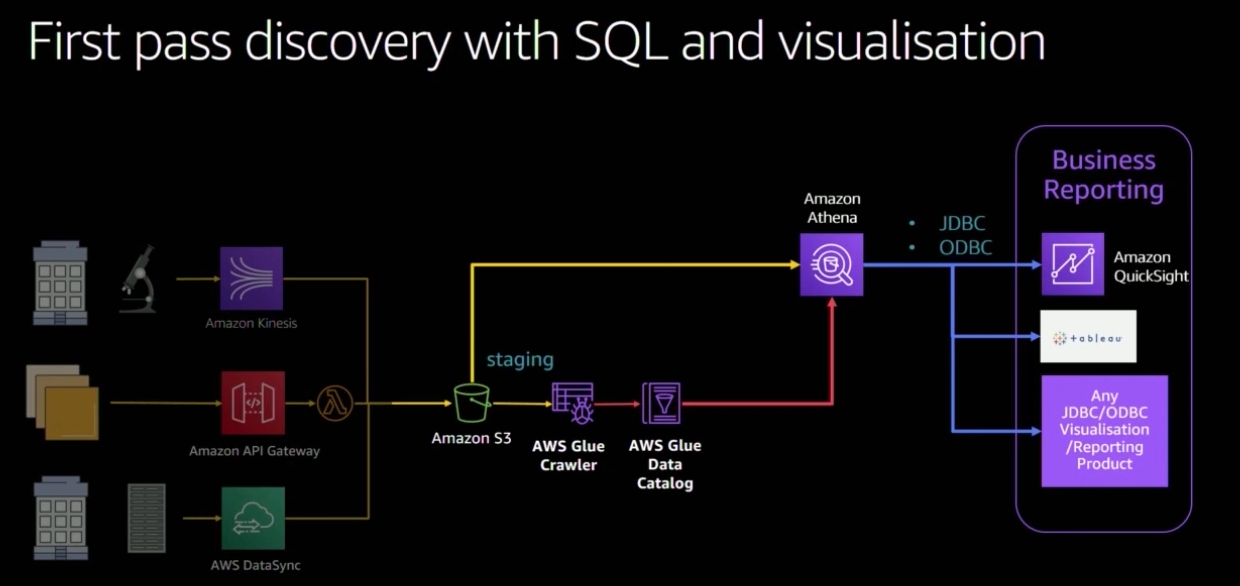 First pass discovery with SQL and visualisation
Business
Reporting
Amazon
Athena
• JDBC
• ODBC
Amazon
QuickSight
Amazon Kinesis
+ableau
staging
Any
JDBC/ODBC
Visualisation
/Reporting
Product
Amazon S3
AWS Glue
Crawler
AWS Glue
Data
Catalog
Amazon API Gateway
AWS DataSync